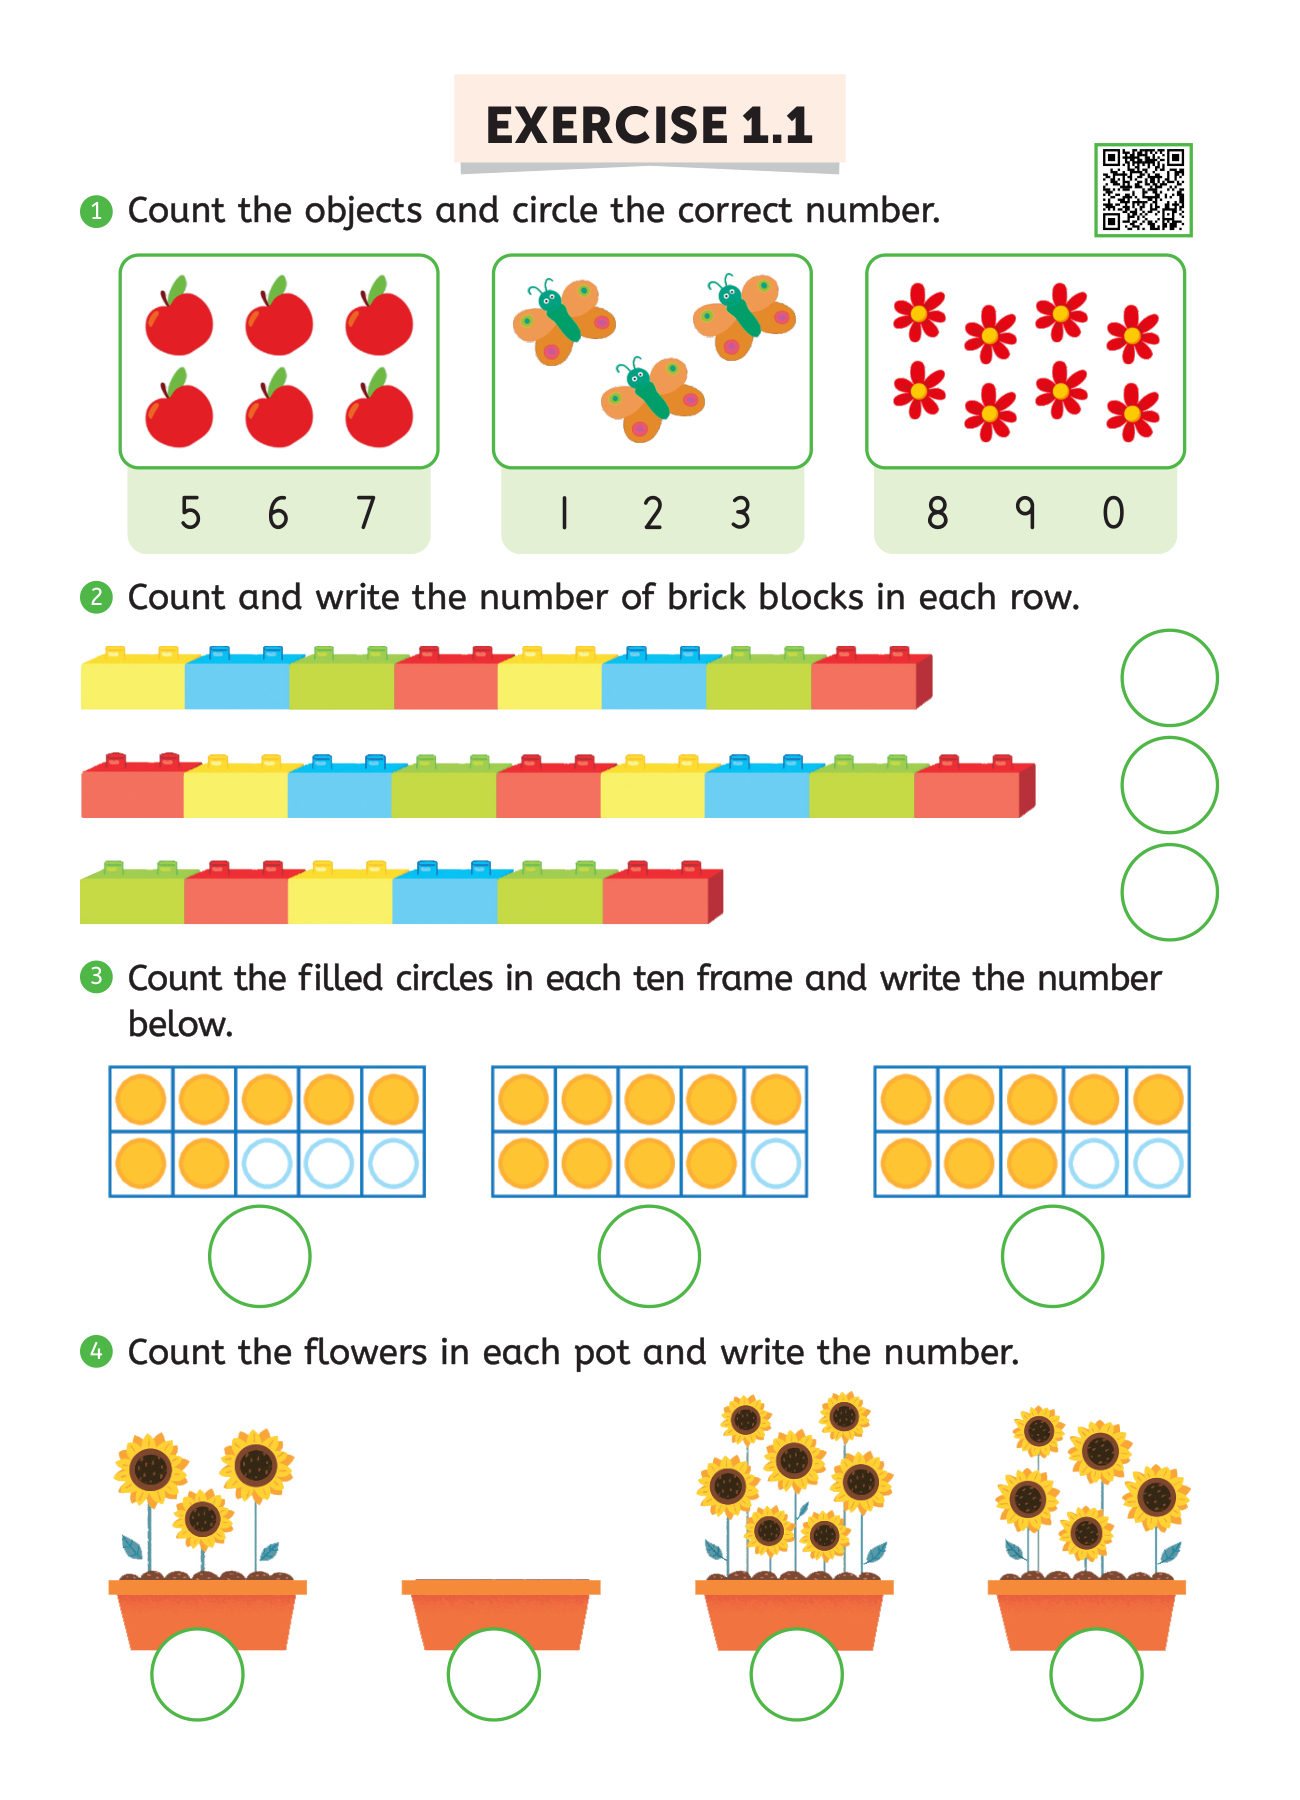 EXERCISE 1.1
1 Count the objects and circle the correct number.
5 6 7
1 2 3
8 9 0
2 Count and write the number of brick blocks in each row.
3 Count the filled circles in each ten frame and write the number
below.
4 Count the flowers in each pot and write the number.